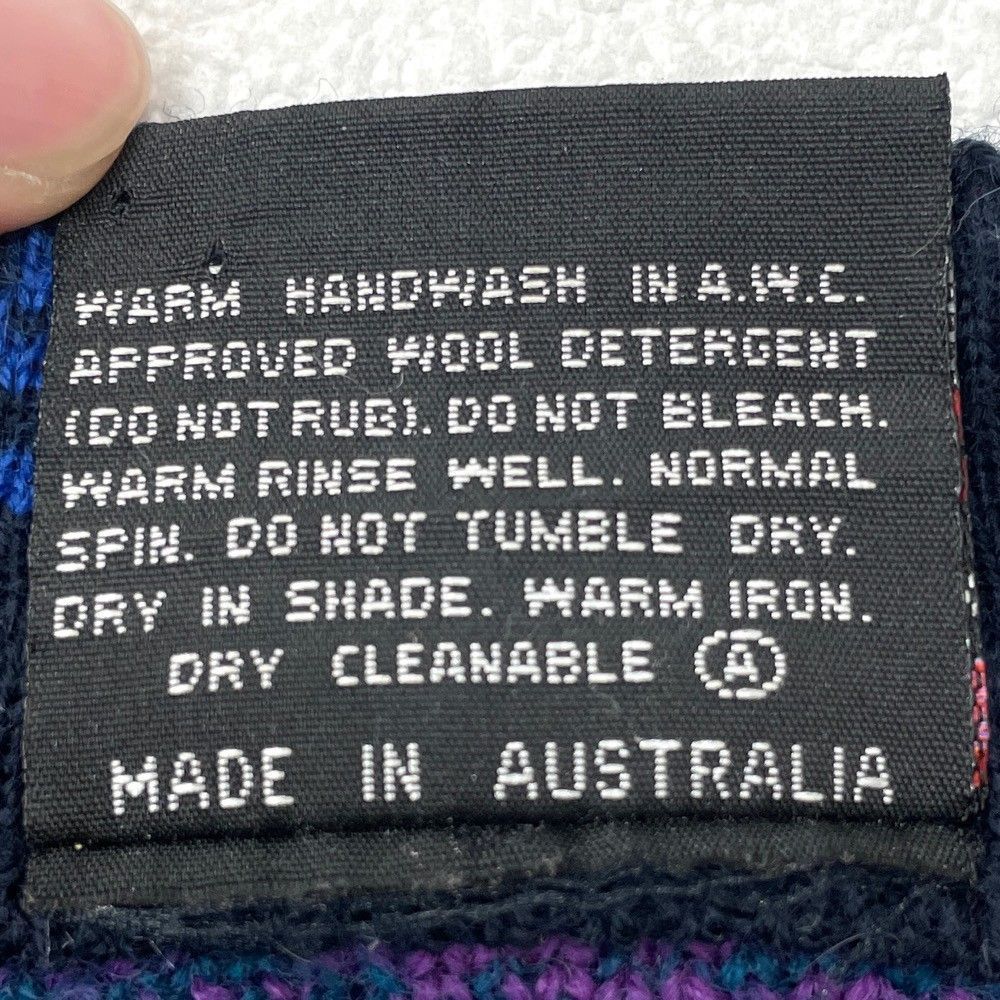 WARM HANDWASH IN A.W.C.
APPROVED WOOL DETERGENT
(DO NOT RUB). DO NOT BLEACH.
WARM RINSE WELL. NORMAL
SPIN. DO NOT TUMBLE DRY.
DRY IN SHADE. WARM IRON.
DRY CLEANABLE Ⓐ
MADE IN AUSTRALIA